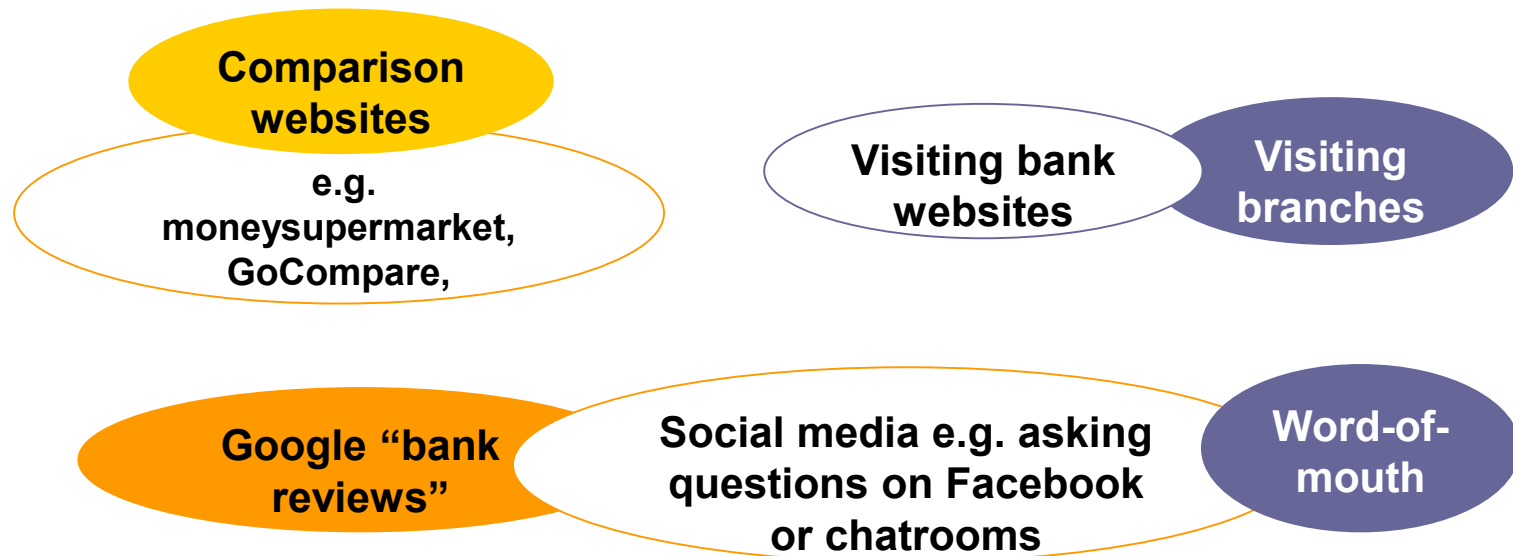 Comparison
websites
e.g.
moneysupermarket,
GoCompare,
Visiting bank
websites
Visiting
branches
Google “bank
reviews”
Social media e.g. asking
questions on Facebook
or chatrooms
Word-of-
mouth